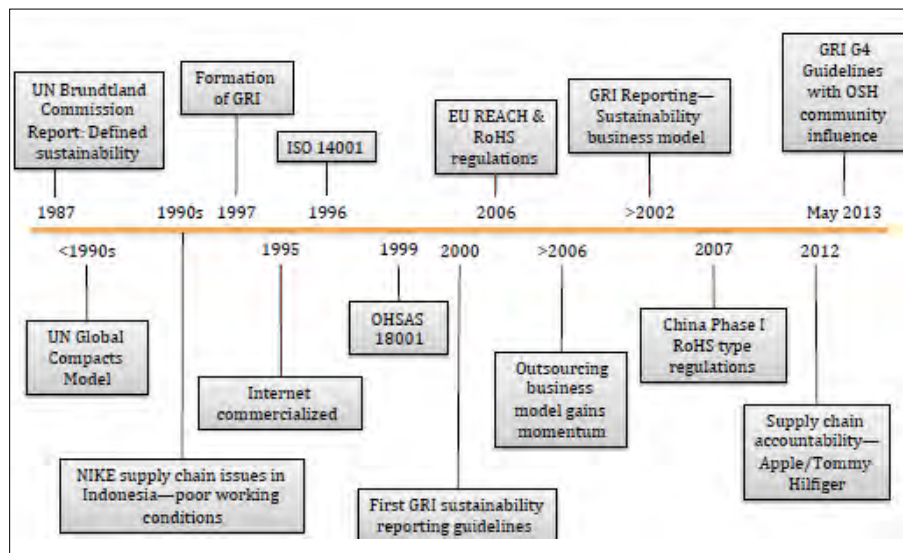 UN Brundtland
Commission
Report: Defined
sustainability
Formation
of GRI
ISO 14001
EU REACH &
RoHS
regulations
GRI Reporting—
Sustainability
business model
GRI G4
Guidelines
with OSH
community
influence
1987
1990s
1997
1996
2006
>2002
May 2013
<1990s
1995
1999
2000
>2006
2007
2012
UN Global
Compacts
Model
NIKE supply chain issues in
Indonesia—poor working
conditions
Internet
commercialized
OHSAS
18001
First GRI sustainability
reporting guidelines
Outsourcing
business
model gains
momentum
China Phase I
RoHS type
regulations
Supply chain
accountability—
Apple/Tommy
Hilfiger